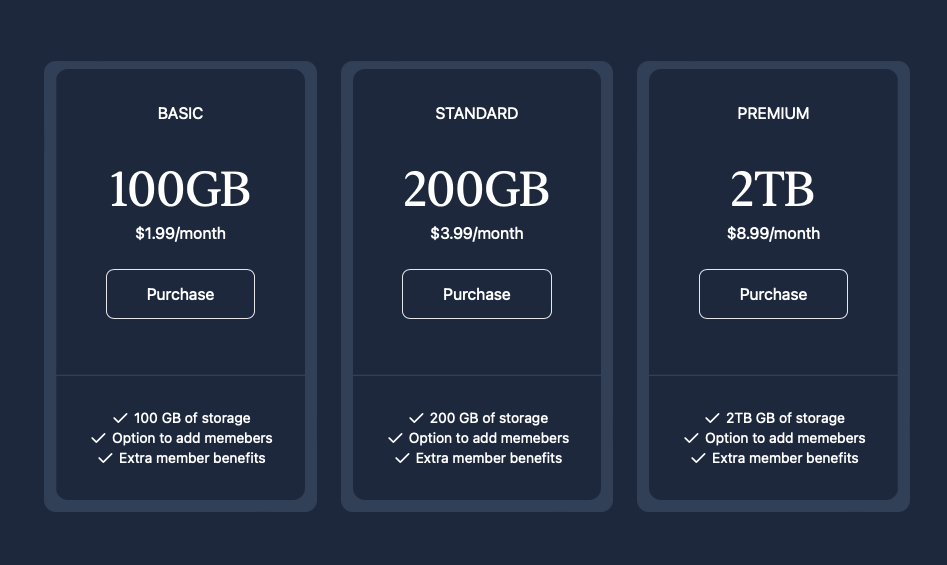 BASIC
100GB
$1.99/month
Purchase
100 GB of storage
Option to add memebers
Extra member benefits
STANDARD
200GB
$3.99/month
Purchase
200 GB of storage
Option to add memebers
Extra member benefits
PREMIUM
2TB
$8.99/month
Purchase
2TB GB of storage
Option to add memebers
Extra member benefits